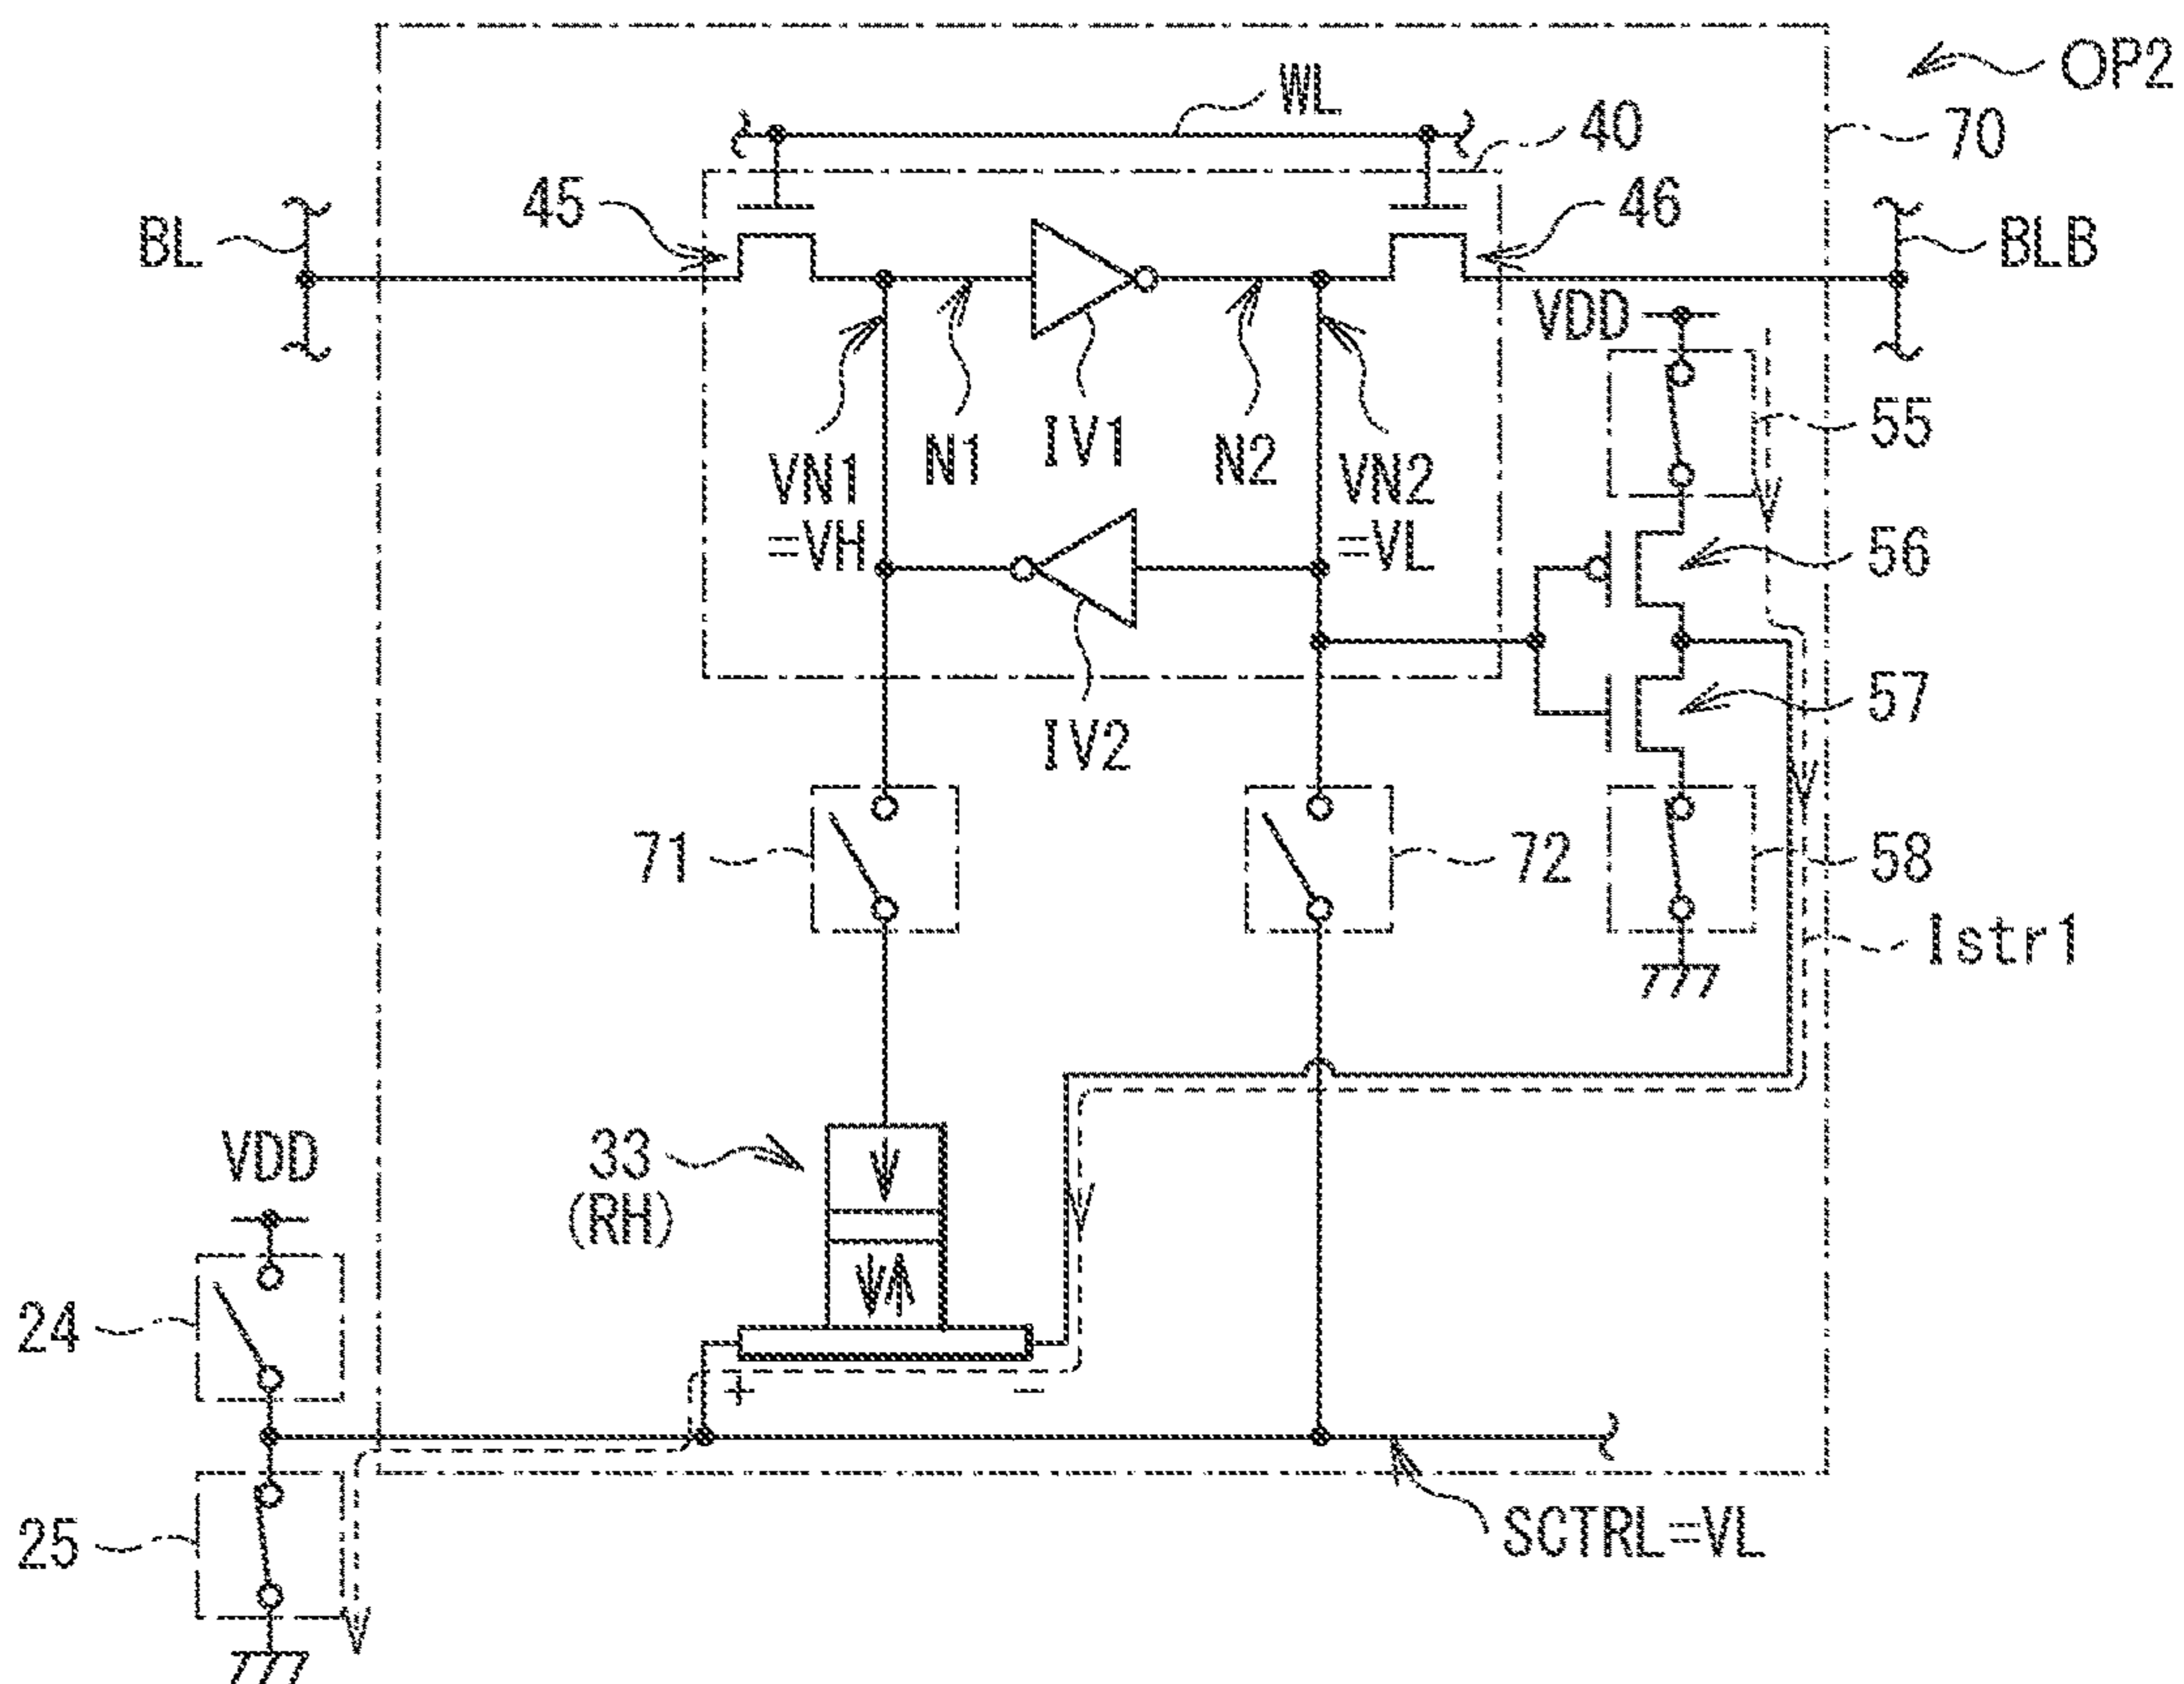 OP2
WL
40
70
45
46
BL
BLB
VDD
55
VN1
=VH
N1
IV1
N2
VN2
=VL
56
57
IV2
71
72
58
Istr1
33
(RH)
VDD
24
+
−
25
SCTRL=VL